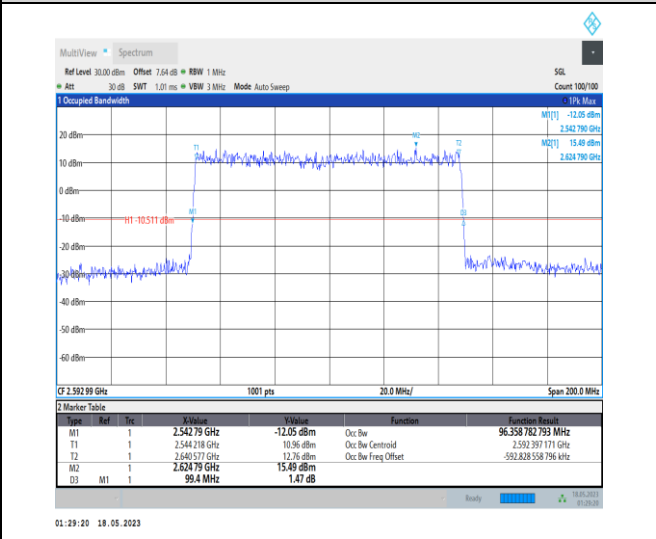 MultiView Spectrum
Ref Level 30.00 dBm Offset 7.64 dB RBW 1 MHz SGL
Att 30 dB SWT 1.01 ms VBW 3 MHz Mode Auto Sweep Count 100/100
1 Occupied Bandwidth 1Pk Max
M1[1] -12.05 dBm
2.542 790 GHz
M2[1] 15.49 dBm
2.624 790 GHz
20 dBm
M2
T1
T2
10 dBm
0 dBm
M1
D3
-10 dBm
H1 -10.511 dBm
-20 dBm
-30 dBm
-40 dBm
-50 dBm
-60 dBm
CF 2.592 99 GHz 1001 pts 20.0 MHz/ Span 200.0 MHz
2 Marker Table
Type Ref Trc X-Value Y-Value Function Function Result
M1 1 2.542 79 GHz -12.05 dBm Occ Bw 96.358 782 793 MHz
T1 1 2.544 218 GHz 10.96 dBm Occ Bw Centroid 2.592 397 171 GHz
T2 1 2.640 577 GHz 12.76 dBm Occ Bw Freq Offset -592.828 558 796 kHz
M2 1 2.624 79 GHz 15.49 dBm
D3 M1 1 99.4 MHz 1.47 dB
Ready 18.05.2023
01:29:20
01:29:20 18.05.2023